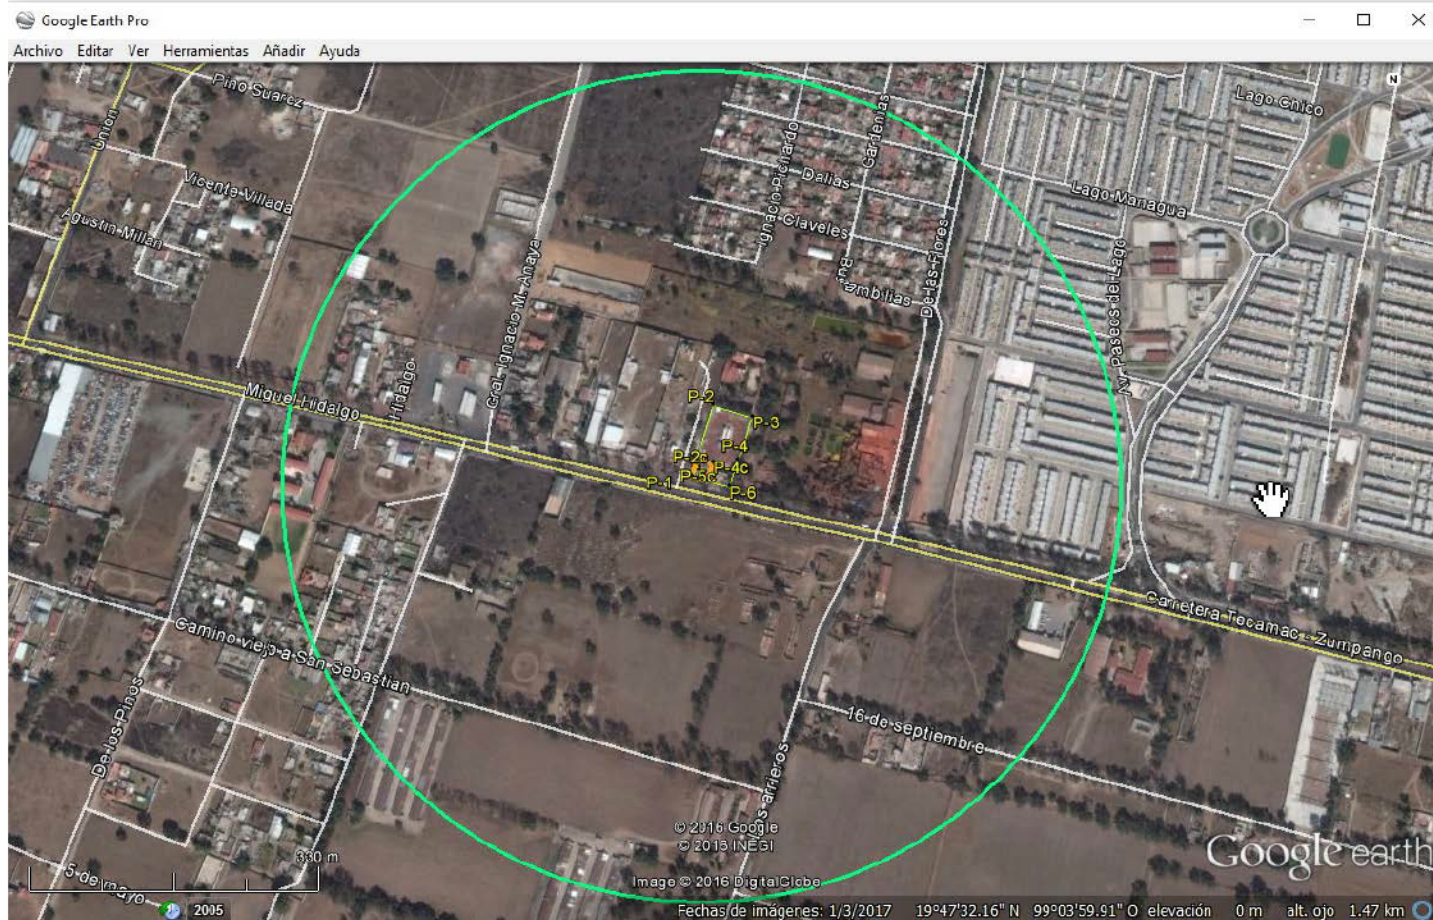 Google Earth Pro
Archivo Editar Ver Herramientas Añadir Ayuda
N
Pino Suarez
Union
Lago Chico
Vicente Villada
Agustin Millan
Ignacio Pichardo
Gardenias
Dalias
Claveles
Lago Managua
De las Flores
Av Paseos del Lago
Gral. Ignacio M. Anaya
Hidalgo
Miguel Hidalgo
P-2
P-3
P-4
P-2c
P-4c
P-5c
P-1
P-6
Carretera Tecamac - Zumpango
Camino viejo a San Sebastian
De los Pinos
16 de septiembre
arrieros
5 de mayo
330 m
© 2016 Google
© 2016 INEGI
Image © 2016 DigitalGlobe
Google earth
2005
Fechas de imágenes: 1/3/2017 19°47'32.16" N 99°03'59.91" O elevación 0 m alt. ojo 1.47 km